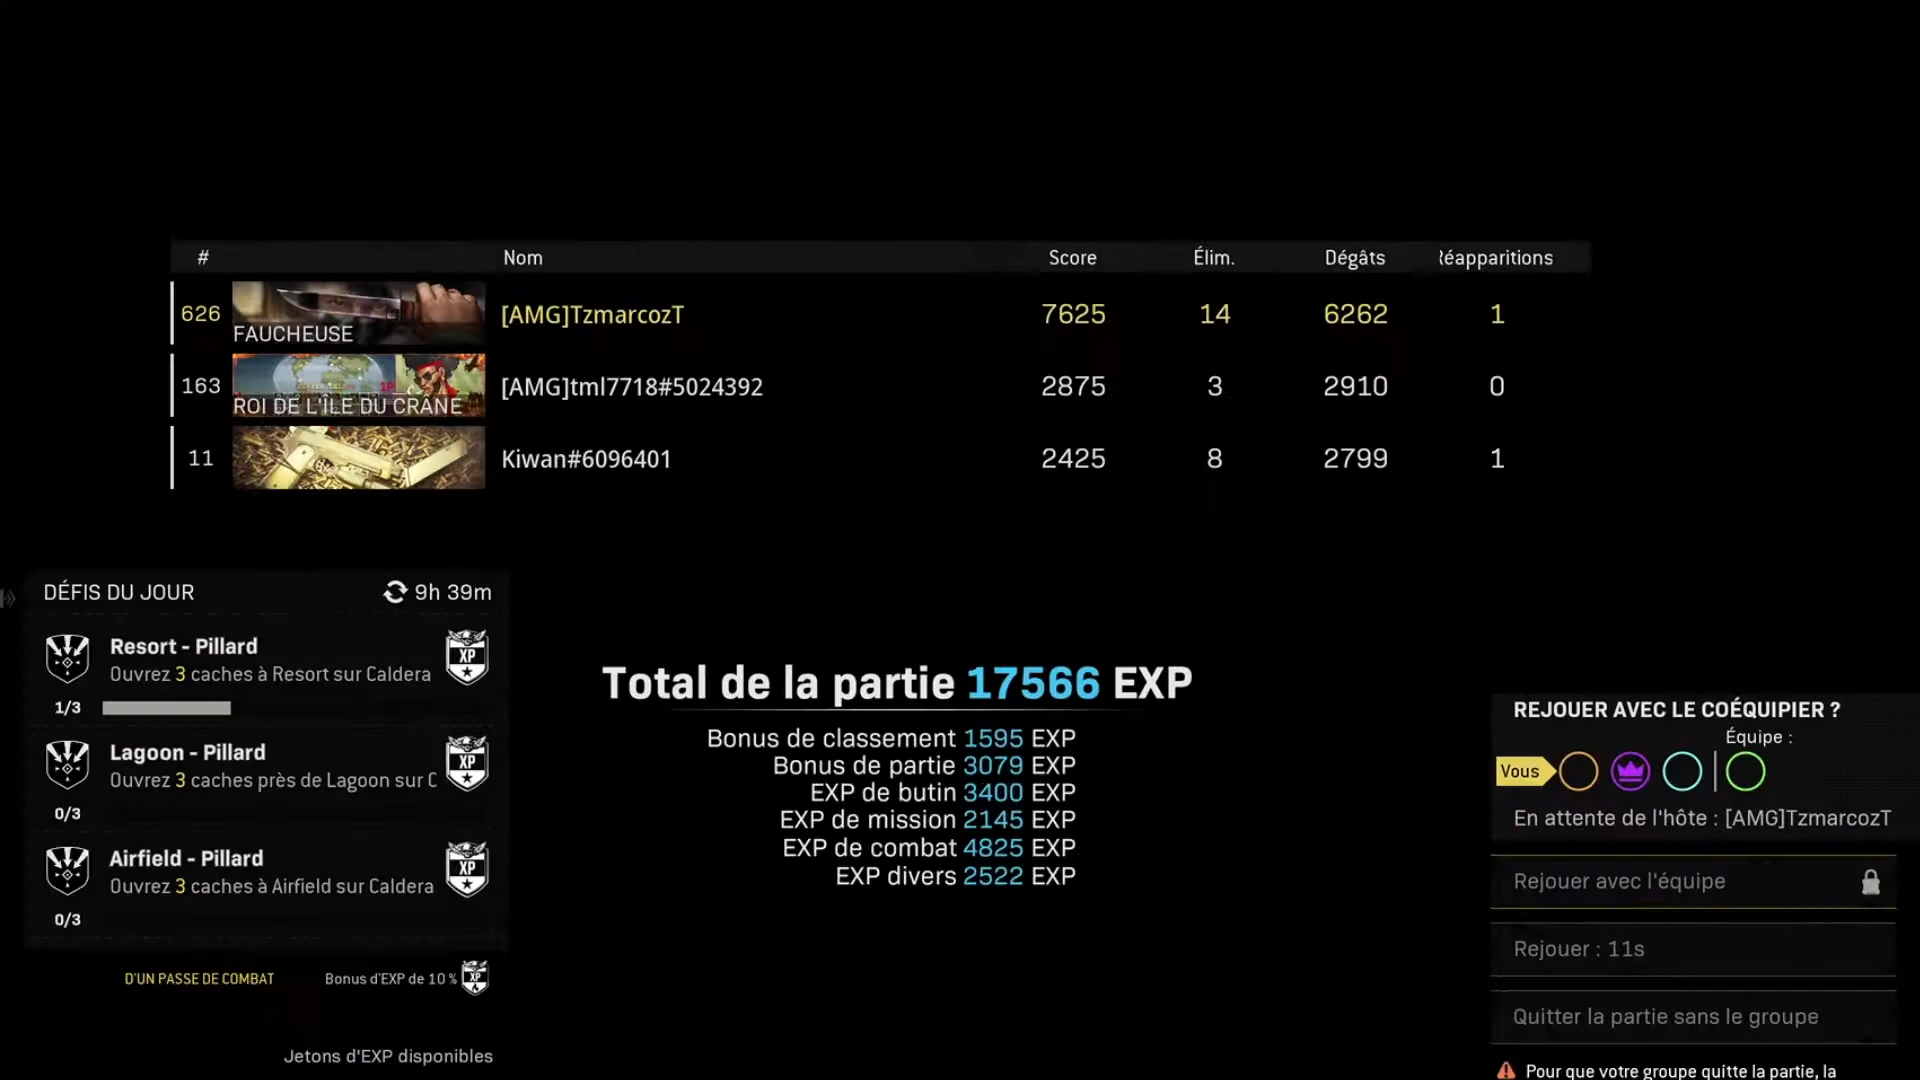 # Nom Score Élim. Dégâts Réapparitions
626 FAUCHEUSE [AMG]TzmarcozT 7625 14 6262 1
163 ROI DE L'ÎLE DU CRÂNE [AMG]tml7718#5024392 2875 3 2910 0
11 Kiwan#6096401 2425 8 2799 1
DÉFIS DU JOUR 9h 39m
Resort - Pillard
Ouvrez 3 caches à Resort sur Caldera
XP
1/3
Lagoon - Pillard
Ouvrez 3 caches près de Lagoon sur C
XP
0/3
Airfield - Pillard
Ouvrez 3 caches à Airfield sur Caldera
XP
0/3
D'UN PASSE DE COMBAT Bonus d'EXP de 10 % XP
Jetons d'EXP disponibles
Total de la partie 17566 EXP
Bonus de classement 1595 EXP
Bonus de partie 3079 EXP
EXP de butin 3400 EXP
EXP de mission 2145 EXP
EXP de combat 4825 EXP
EXP divers 2522 EXP
REJOUER AVEC LE COÉQUIPIER ?
Équipe :
Vous
En attente de l'hôte : [AMG]TzmarcozT
Rejouer avec l'équipe
Rejouer : 11s
Quitter la partie sans le groupe
Pour que votre groupe quitte la partie, la